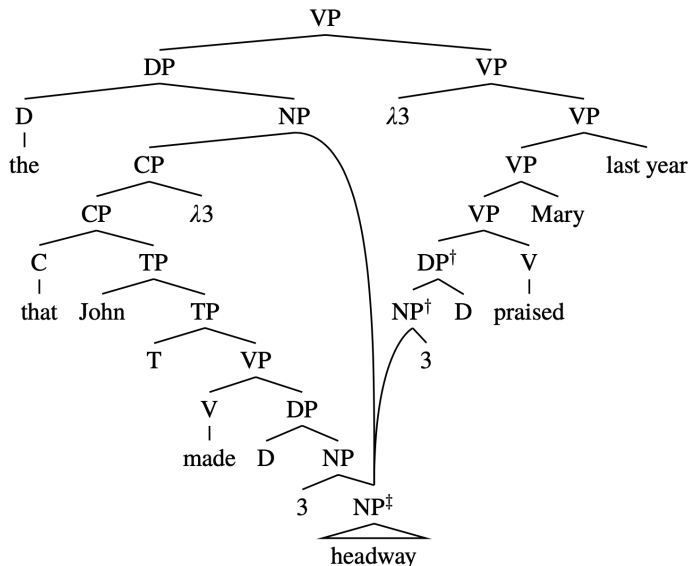 VP
DP VP
D NP λ3 VP
the CP VP last year
CP λ3 VP Mary
C TP DP† V
that John TP NP† D praised
T VP 3
V DP
made D NP
3 NP‡
headway